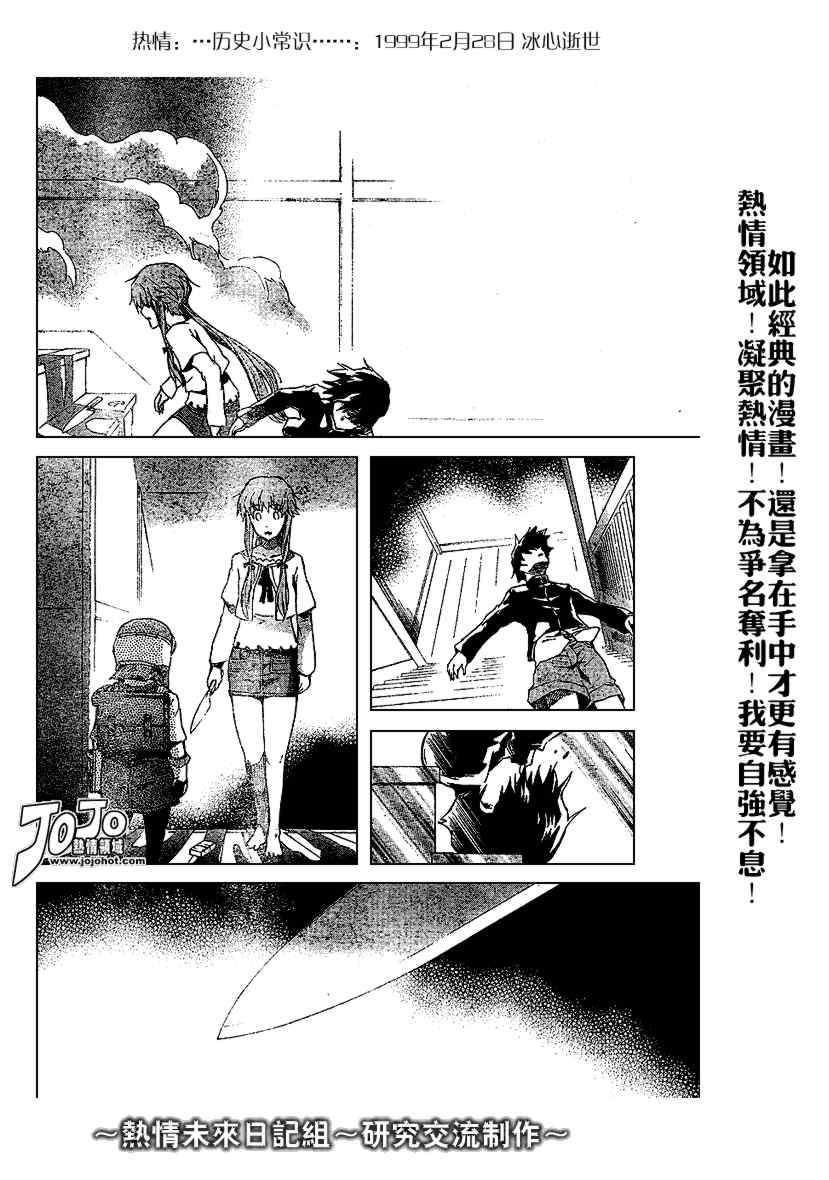 热情：…历史小常识……：1999年2月28日 冰心逝世
如此經典的漫畫！還是拿在手中才更有感覺！
熱情領域！凝聚熱情！不為爭名奪利！我要自強不息！
JOJO
熱情領域
www.jojohot.com
～熱情未來日記組～研究交流制作～